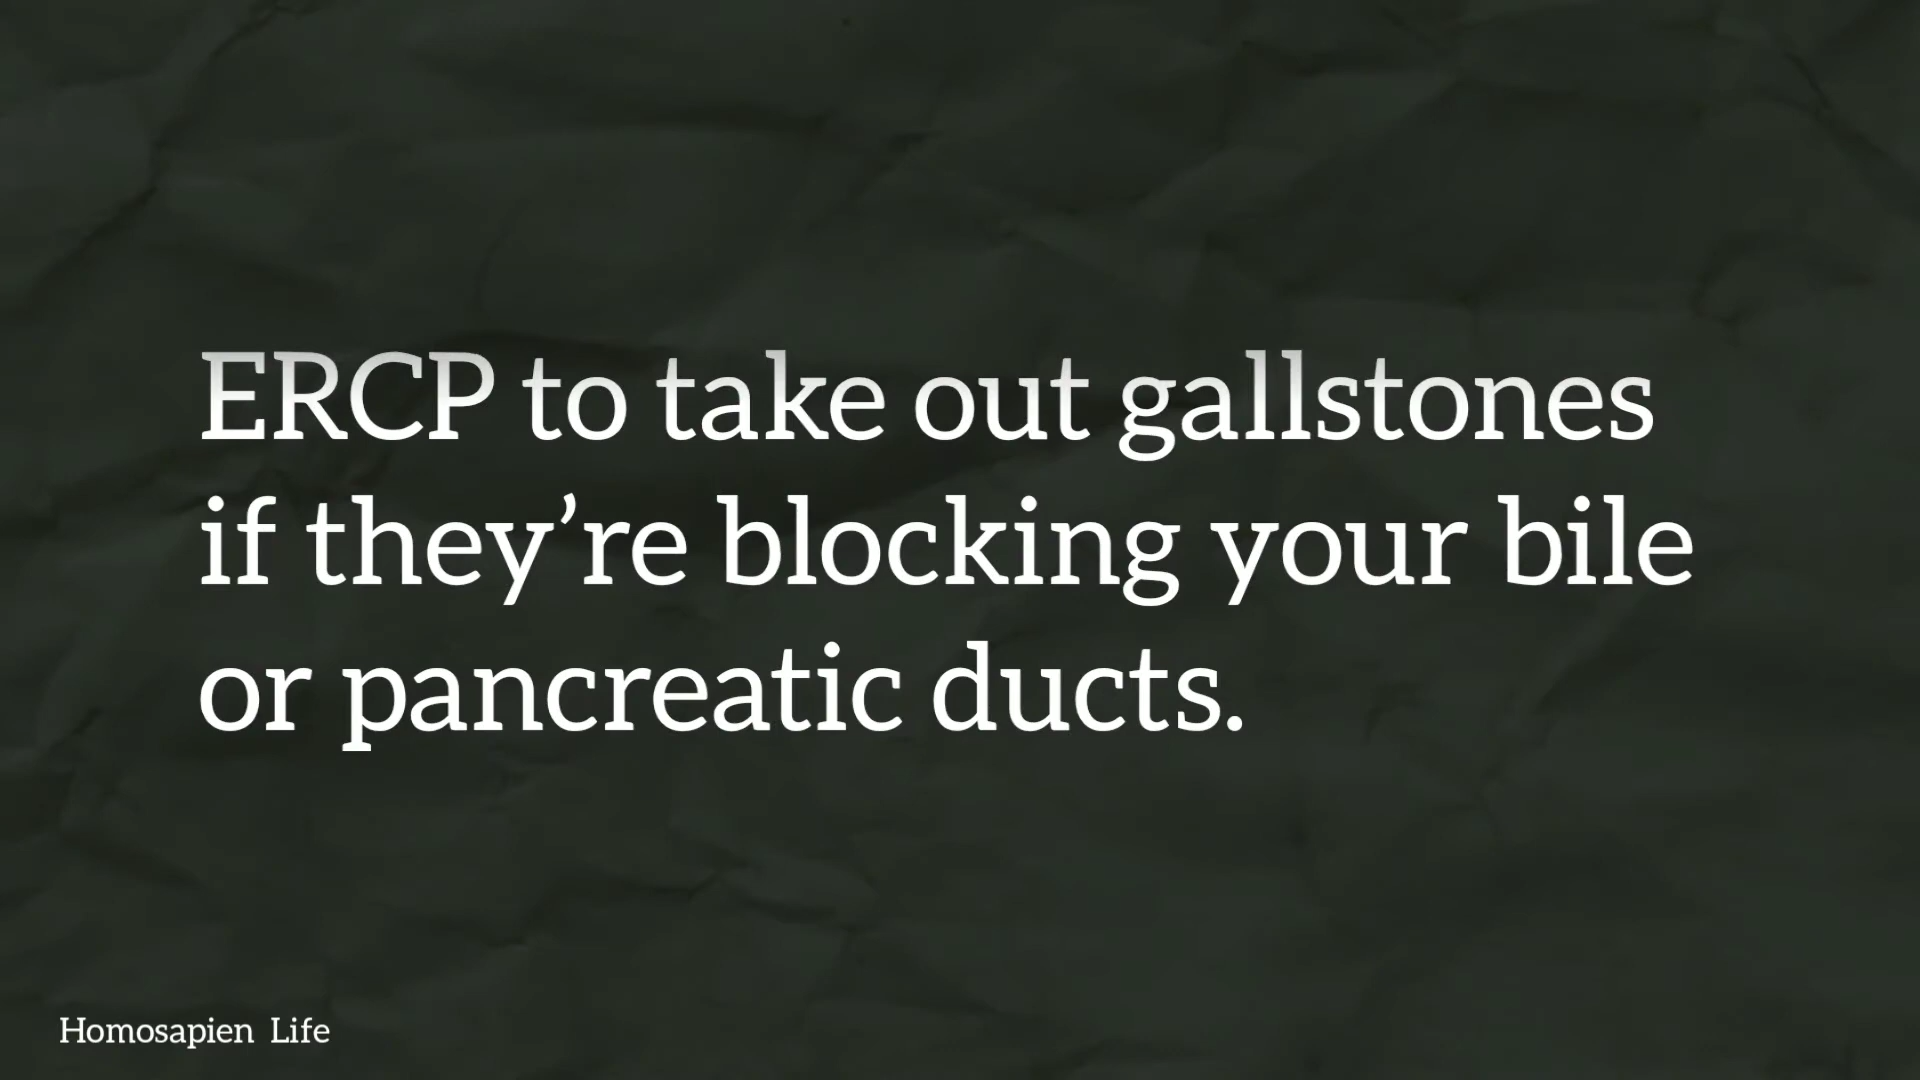 ERCP to take out gallstones
if they’re blocking your bile
or pancreatic ducts.
Homosapien Life